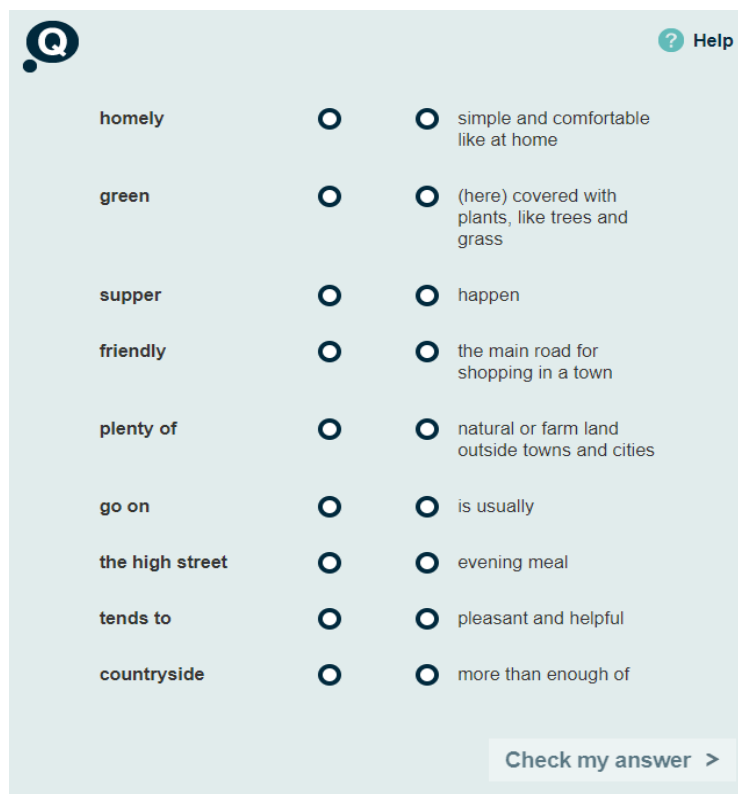 Q
? Help
homely
simple and comfortable
like at home
green
(here) covered with
plants, like trees and
grass
supper
happen
friendly
the main road for
shopping in a town
plenty of
natural or farm land
outside towns and cities
go on
is usually
the high street
evening meal
tends to
pleasant and helpful
countryside
more than enough of
Check my answer >